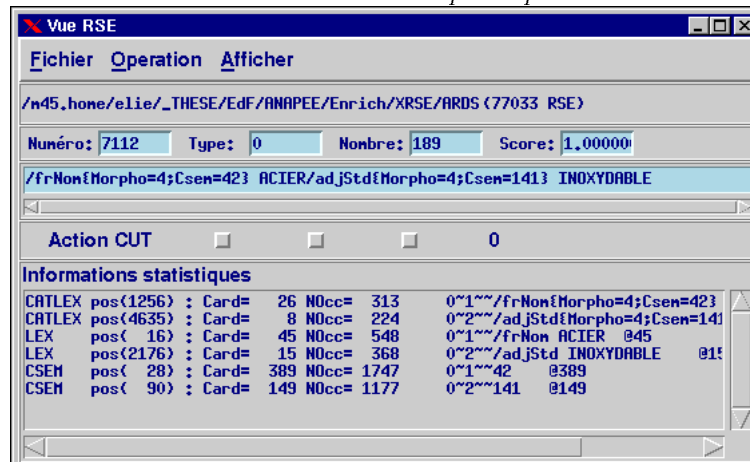 Vue RSE
Fichier Operation Afficher
/m45.home/elie/_THESE/EdF/ANAPEE/Enrich/XRSE/ARDS (77033 RSE)
Numéro: 7112 Type: 0 Nombre: 189 Score: 1.00000
/frNom{Morpho=4;Csem=42} ACIER/adjStd{Morpho=4;Csem=141} INOXYDABLE
Action CUT 0
Informations statistiques
CATLEX pos(1256) : Card= 26 NOcc= 313 0~1~~/frNom{Morpho=4;Csem=42}
CATLEX pos(4635) : Card= 8 NOcc= 224 0~2~~/adjStd{Morpho=4;Csem=141
LEX pos( 16) : Card= 45 NOcc= 548 0~1~~/frNom ACIER @45
LEX pos(2176) : Card= 15 NOcc= 368 0~2~~/adjStd INOXYDABLE @15
CSEM pos( 28) : Card= 389 NOcc= 1747 0~1~~42 @389
CSEM pos( 90) : Card= 149 NOcc= 1177 0~2~~141 @149